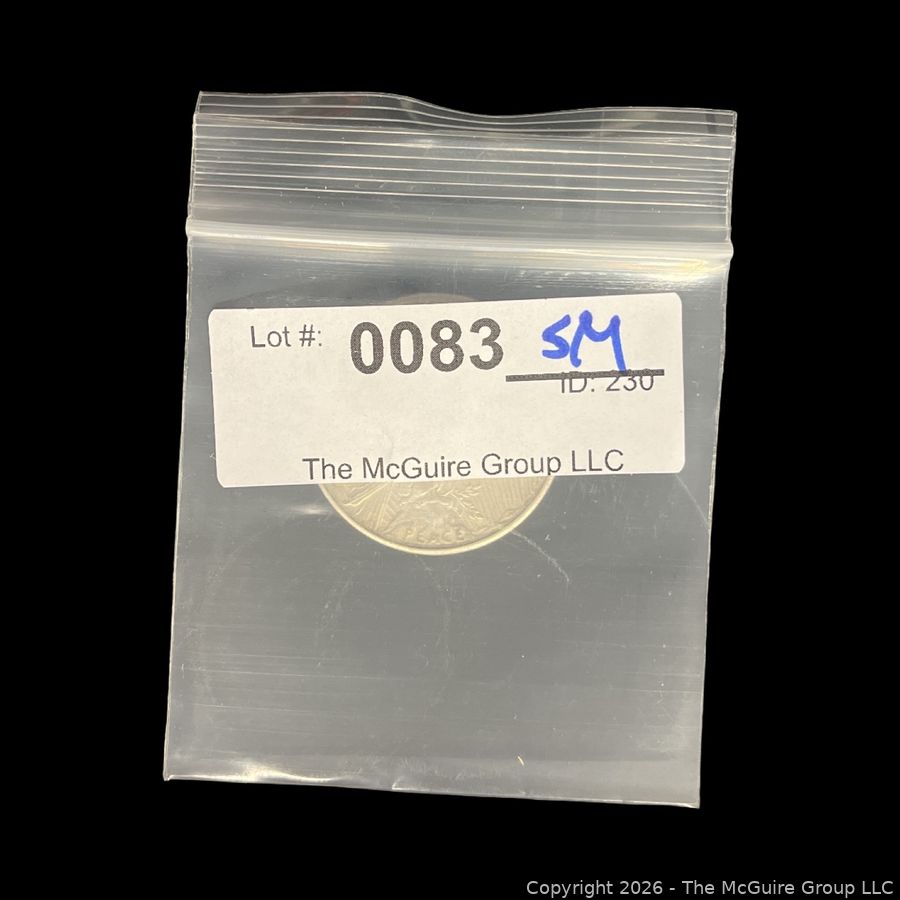 Lot #: 0083 SM
ID: 230
The McGuire Group LLC
PEACE
Copyright 2026 - The McGuire Group LLC